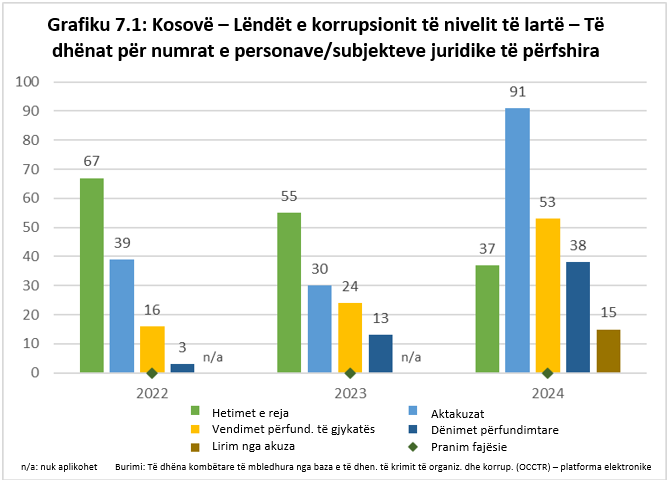 Grafiku 7.1: Kosovë – Lëndët e korrupsionit të nivelit të lartë – Të
dhënat për numrat e personave/subjekteve juridike të përfshira
100
90
80
70
60
50
40
30
20
10
0
67
39
16
3
n/a
55
30
24
13
n/a
37
91
53
38
15
2022
2023
2024
Hetimet e reja
Aktakuzat
Vendimet përfund. të gjykatës
Dënimet përfundimtare
Lirim nga akuza
Pranim fajësie
n/a: nuk aplikohet Burimi: Të dhëna kombëtare të mbledhura nga baza e të dhen. të krimit të organiz. dhe korrup. (OCCTR) – platforma elektronike